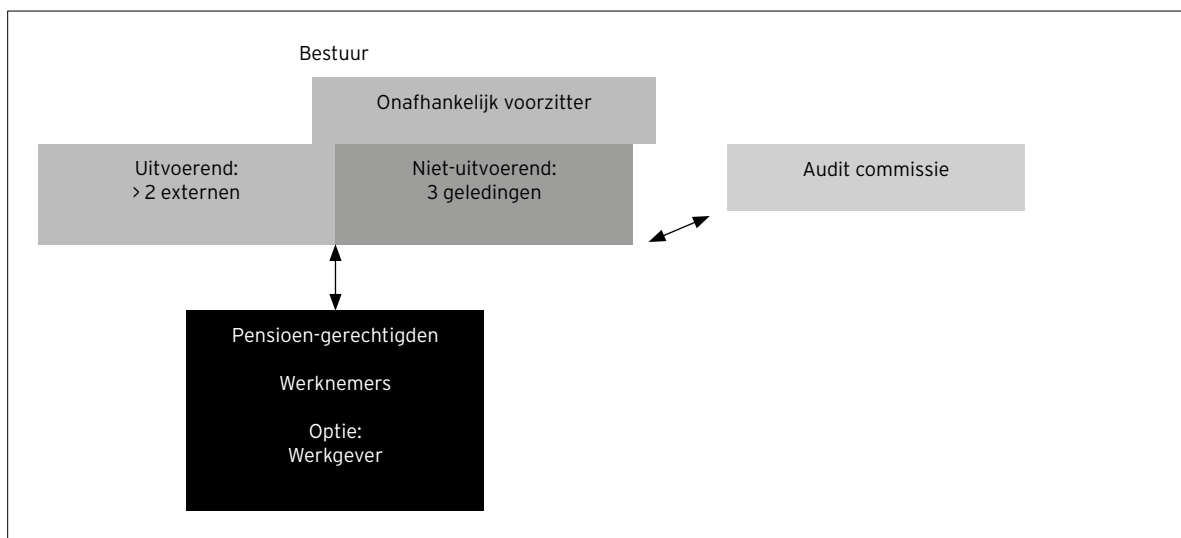 Bestuur
Onafhankelijk voorzitter
Uitvoerend:
> 2 externen
Niet-uitvoerend:
3 geledingen
Audit commissie
Pensioen-gerechtigden
Werknemers
Optie:
Werkgever